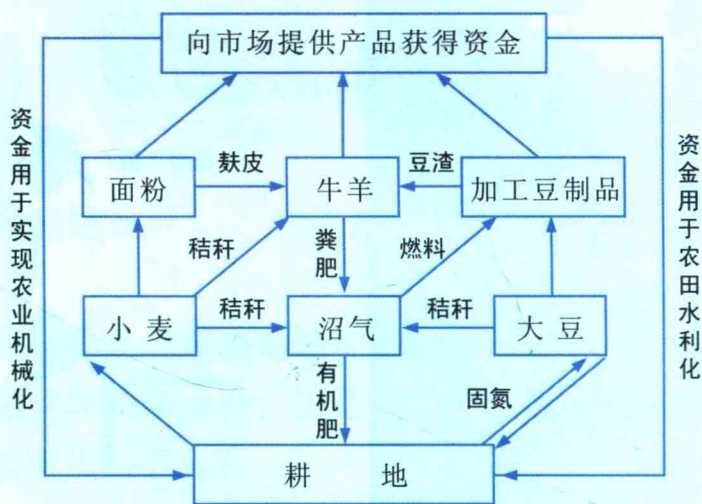 向市场提供产品获得资金
资金用于实现农业机械化
资金用于农田水利化
面粉
麸皮
牛羊
豆渣
加工豆制品
秸秆
粪肥
燃料
小麦
秸秆
沼气
秸秆
大豆
有机肥
固氮
耕地